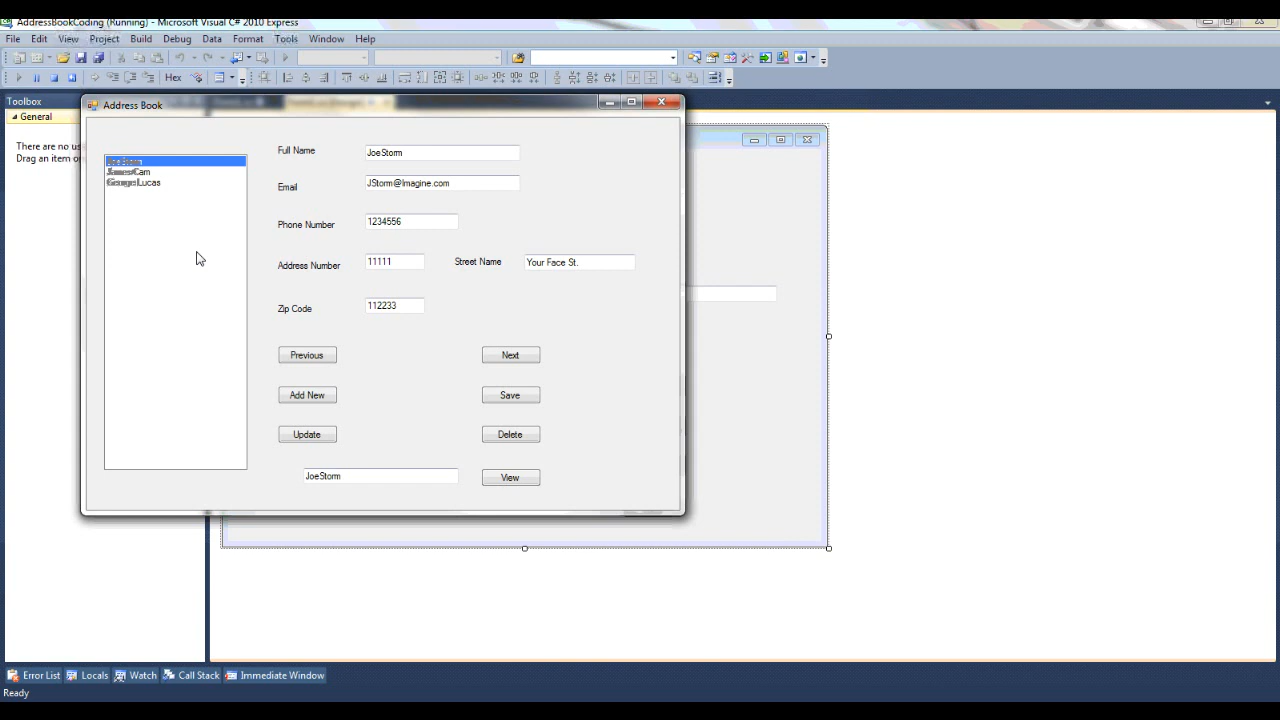 AddressBookCoding (Running) - Microsoft Visual C# 2010 Express
File Edit View Project Build Debug Data Format Tools Window Help
Hex
Toolbox
General
There are no us
Drag an item o
Address Book
JoeStorm
JamesCam
GeorgeLucas
Full Name JoeStorm
Email JStorm@Imagine.com
Phone Number 1234556
Address Number 11111 Street Name Your Face St.
Zip Code 112233
Previous Next
Add New Save
Update Delete
JoeStorm View
Error List Locals Watch Call Stack Immediate Window
Ready